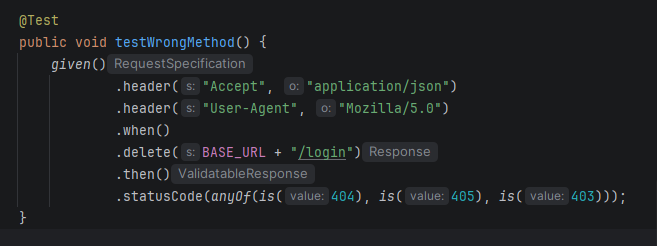 @Test
public void testWrongMethod() {
given() RequestSpecification
.header( s: "Accept", o: "application/json")
.header( s: "User-Agent", o: "Mozilla/5.0")
.when()
.delete( s: BASE_URL + "/login") Response
.then() ValidatableResponse
.statusCode(anyOf(is( value: 404), is( value: 405), is( value: 403)));
}